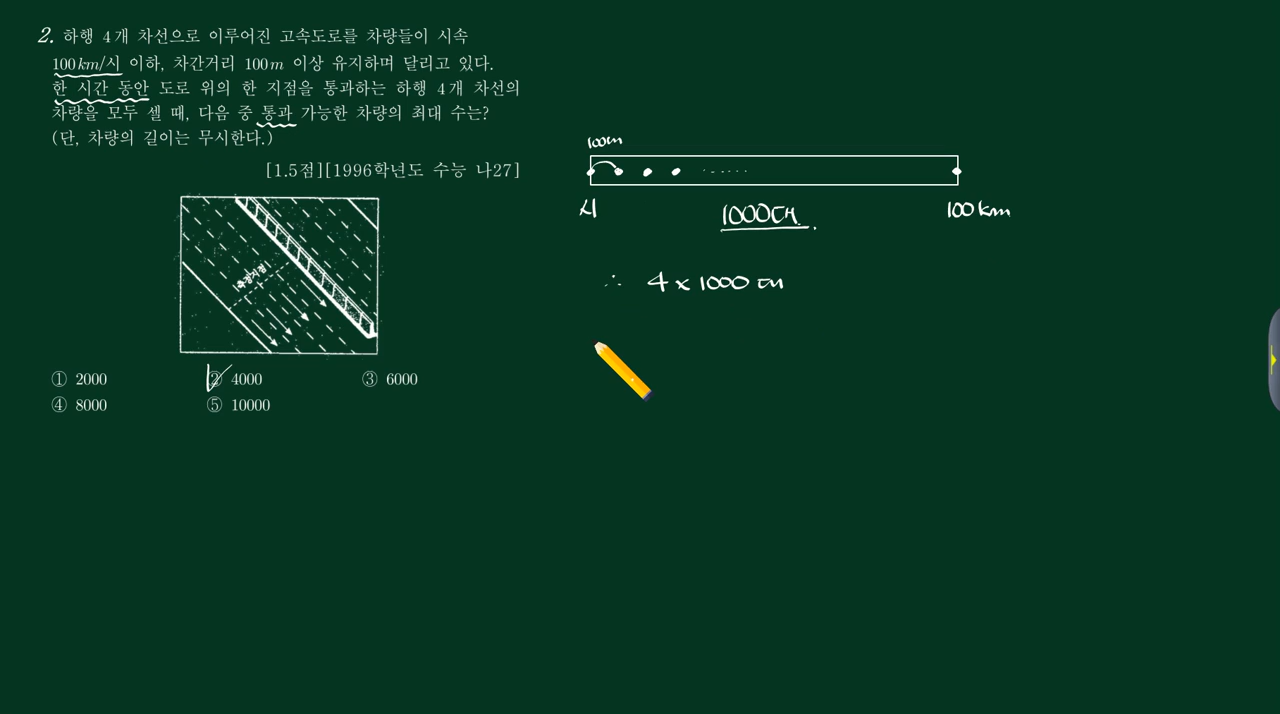 2. 하행 4개 차선으로 이루어진 고속도로를 차량들이 시속
100km/시 이하, 차간거리 100m 이상 유지하며 달리고 있다.
한 시간 동안 도로 위의 한 지점을 통과하는 하행 4개 차선의
차량을 모두 셀 때, 다음 중 통과 가능한 차량의 최대 수는?
(단, 차량의 길이는 무시한다.)
[1.5점][1996학년도 수능 나27]
측정지점
① 2000
② 4000
③ 6000
④ 8000
⑤ 10000
100m
시
100km
1000대.
∴ 4 × 1000 대